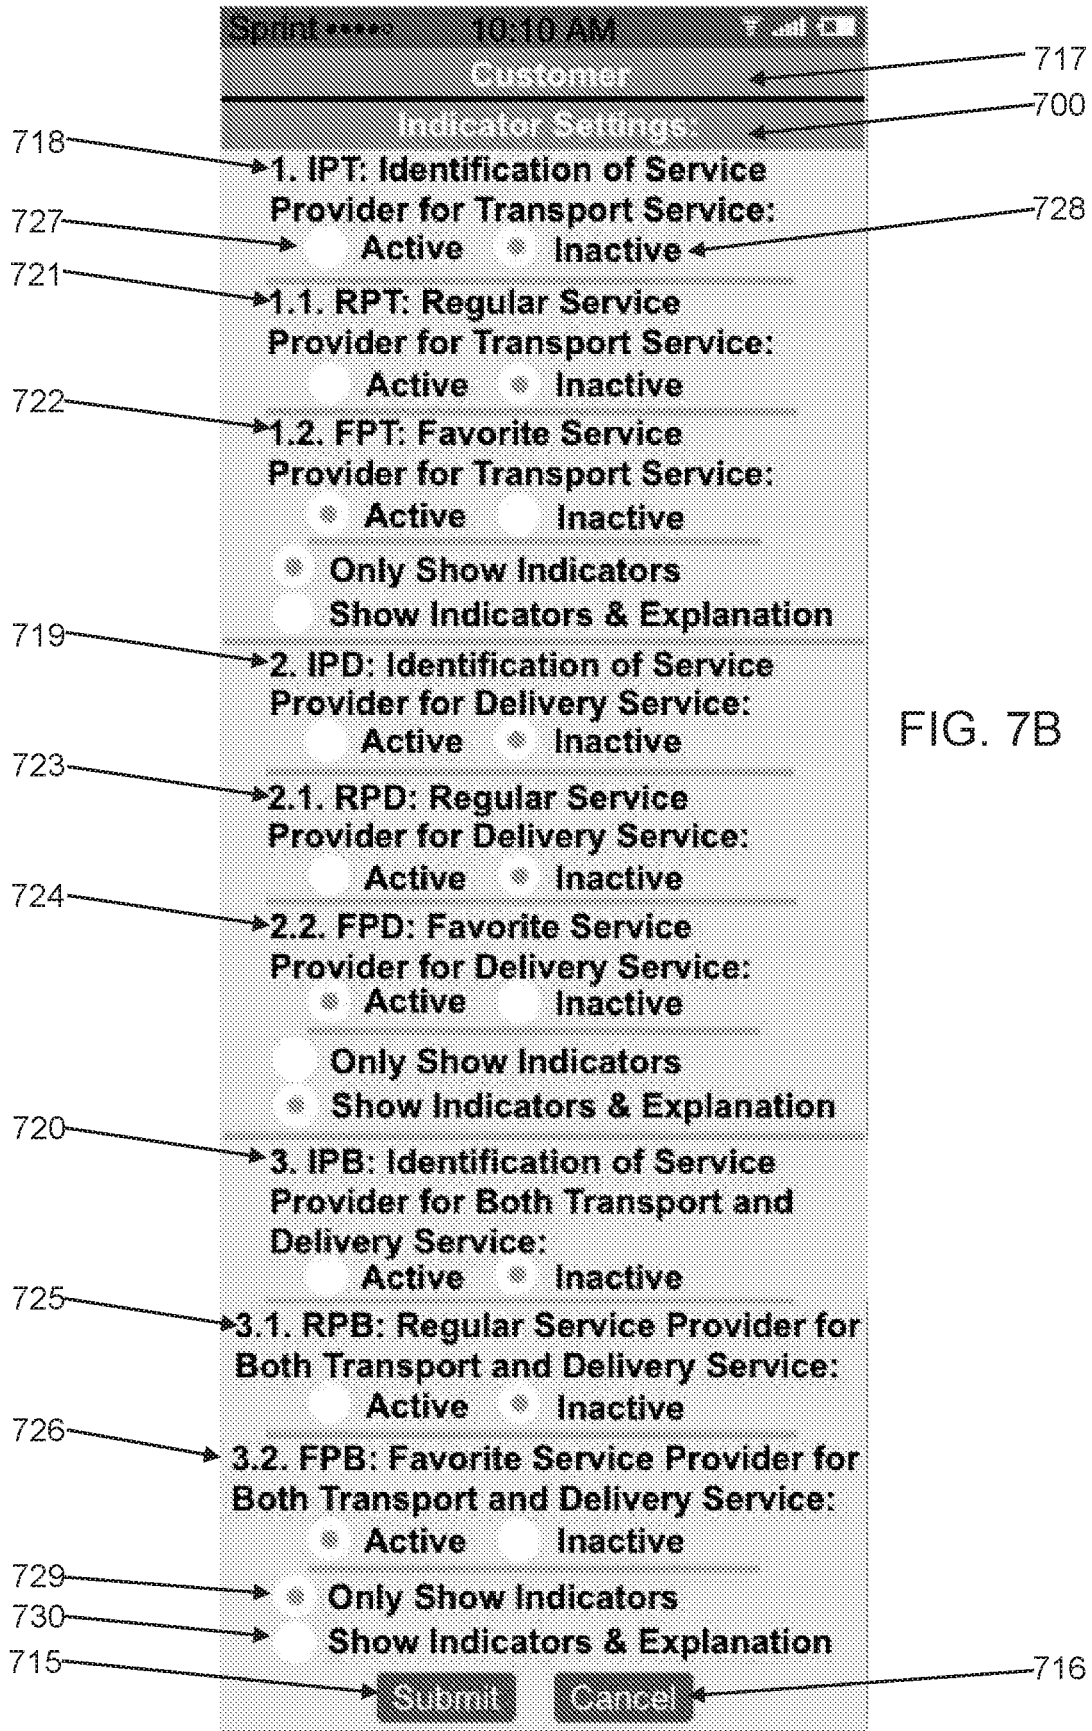 Sprint 10:10 AM
Customer
717
Indicator Settings:
700
718
1. IPT: Identification of Service
Provider for Transport Service:
727
Active Inactive
728
721
1.1. RPT: Regular Service
Provider for Transport Service:
Active Inactive
722
1.2. FPT: Favorite Service
Provider for Transport Service:
Active Inactive
Only Show Indicators
Show Indicators & Explanation
719
2. IPD: Identification of Service
Provider for Delivery Service:
Active Inactive
FIG. 7B
723
2.1. RPD: Regular Service
Provider for Delivery Service:
Active Inactive
724
2.2. FPD: Favorite Service
Provider for Delivery Service:
Active Inactive
Only Show Indicators
Show Indicators & Explanation
720
3. IPB: Identification of Service
Provider for Both Transport and
Delivery Service:
Active Inactive
725
3.1. RPB: Regular Service Provider for
Both Transport and Delivery Service:
Active Inactive
726
3.2. FPB: Favorite Service Provider for
Both Transport and Delivery Service:
Active Inactive
729
Only Show Indicators
730
Show Indicators & Explanation
715
Submit Cancel
716